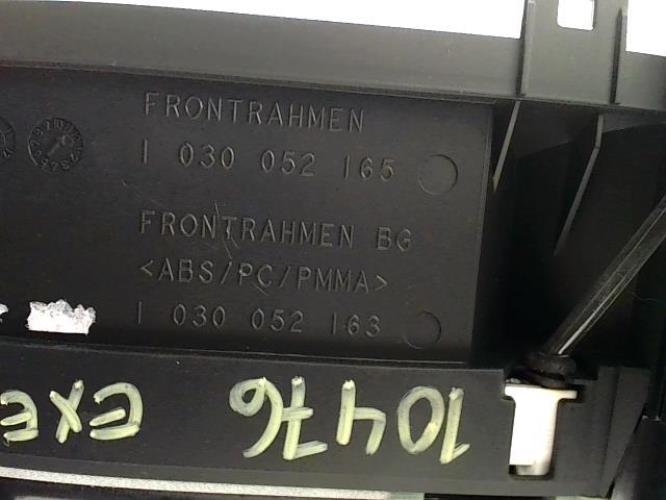 FRONTRAHMEN
1 030 052 165
FRONTRAHMEN BG
<ABS/PC/PMMA>
1 030 052 163
10476 EXE